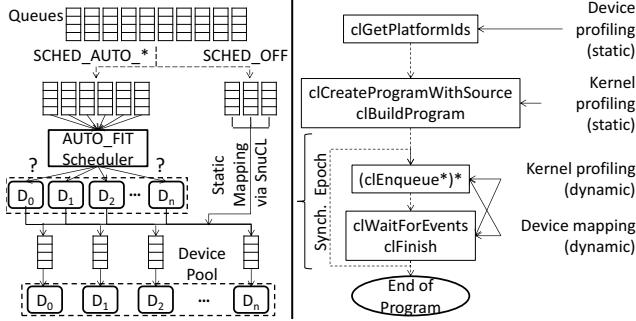 Queues
SCHED_AUTO_*
SCHED_OFF
AUTO_FIT
Scheduler
?
?
D0
D1
D2
...
Dn
Static
Mapping
via SnuCL
Device
Pool
D0
D1
D2
...
Dn
clGetPlatformIds
Device
profiling
(static)
clCreateProgramWithSource
clBuildProgram
Kernel
profiling
(static)
Synch Epoch
(clEnqueue*)*
Kernel profiling
(dynamic)
clWaitForEvents
clFinish
Device mapping
(dynamic)
End of
Program